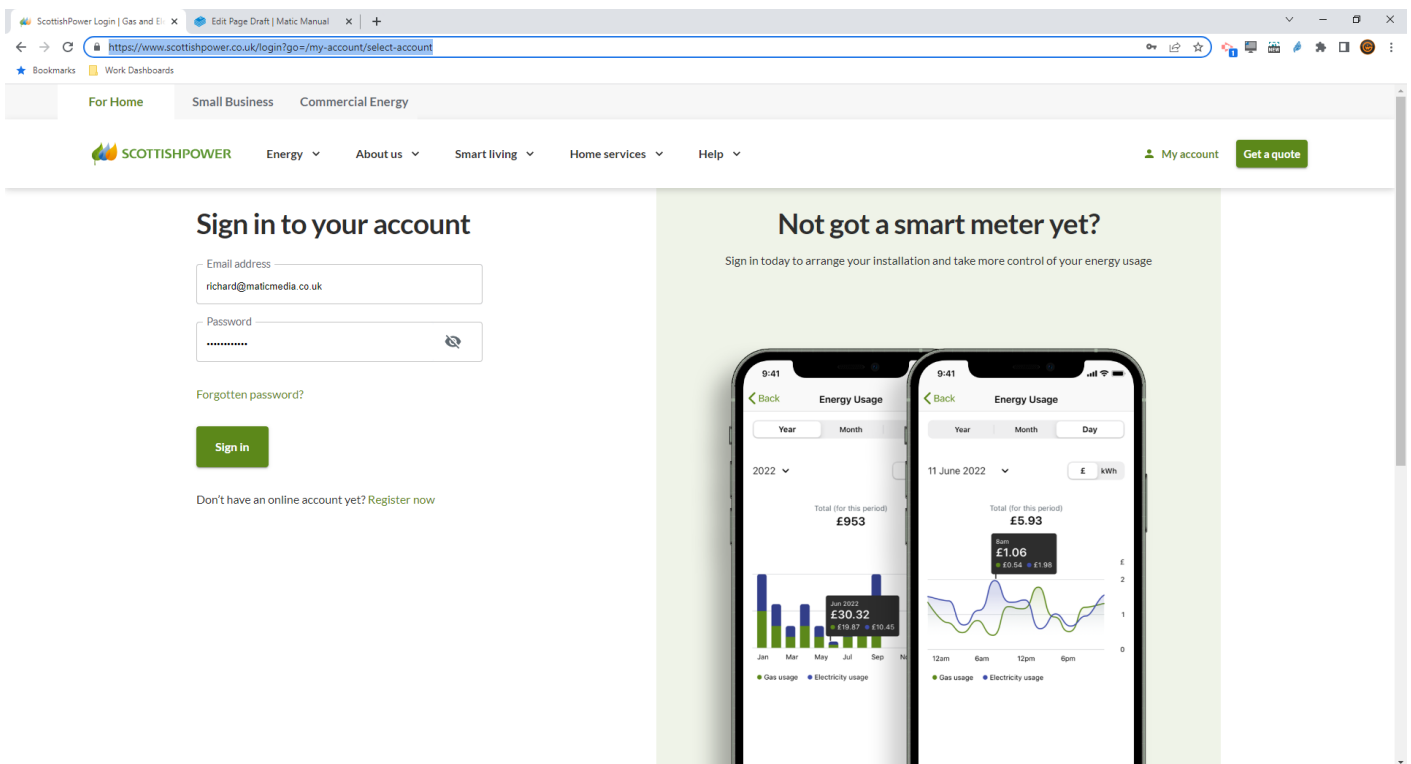 ScottishPower Login | Gas and Ele
Edit Page Draft | Matic Manual
https://www.scottishpower.co.uk/login?go=/my-account/select-account
1
Bookmarks
Work Dashboards
For Home
Small Business
Commercial Energy
SCOTTISHPOWER
Energy
About us
Smart living
Home services
Help
My account
Get a quote
Sign in to your account
Email address
richard@maticmedia.co.uk
Password
••••••••••••
Forgotten password?
Sign in
Don't have an online account yet? Register now
Not got a smart meter yet?
Sign in today to arrange your installation and take more control of your energy usage
9:41
Back
Energy Usage
Year Month
2022
Total (for this period)
£953
Jun 2022
£30.32
£19.87 £10.45
Jan Mar May Jul Sep
Gas usage Electricity usage
9:41
Back
Energy Usage
Year Month Day
11 June 2022
£ kWh
Total (for this period)
£5.93
8am
£1.06
£0.54 £1.98
£
2
1
0
12am 6am 12pm 6pm
Gas usage Electricity usage